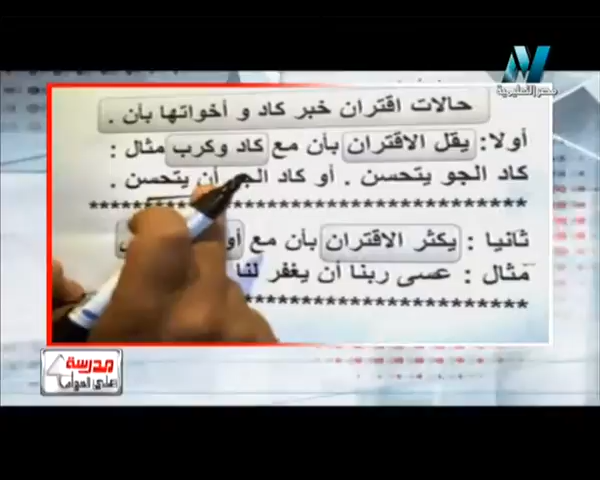 مصر التعليمية
حالات اقتران خبر كاد و أخواتها بأن .
أولا: يقل الاقتران بأن مع كاد وكرب مثال :
كاد الجو يتحسن . أو كاد الجو أن يتحسن .
*****************************************
ثانيا : يكثر الاقتران بأن مع
مثال : عسى ربنا أن يغفر لنا
**************************
مدرسة
على الهواء